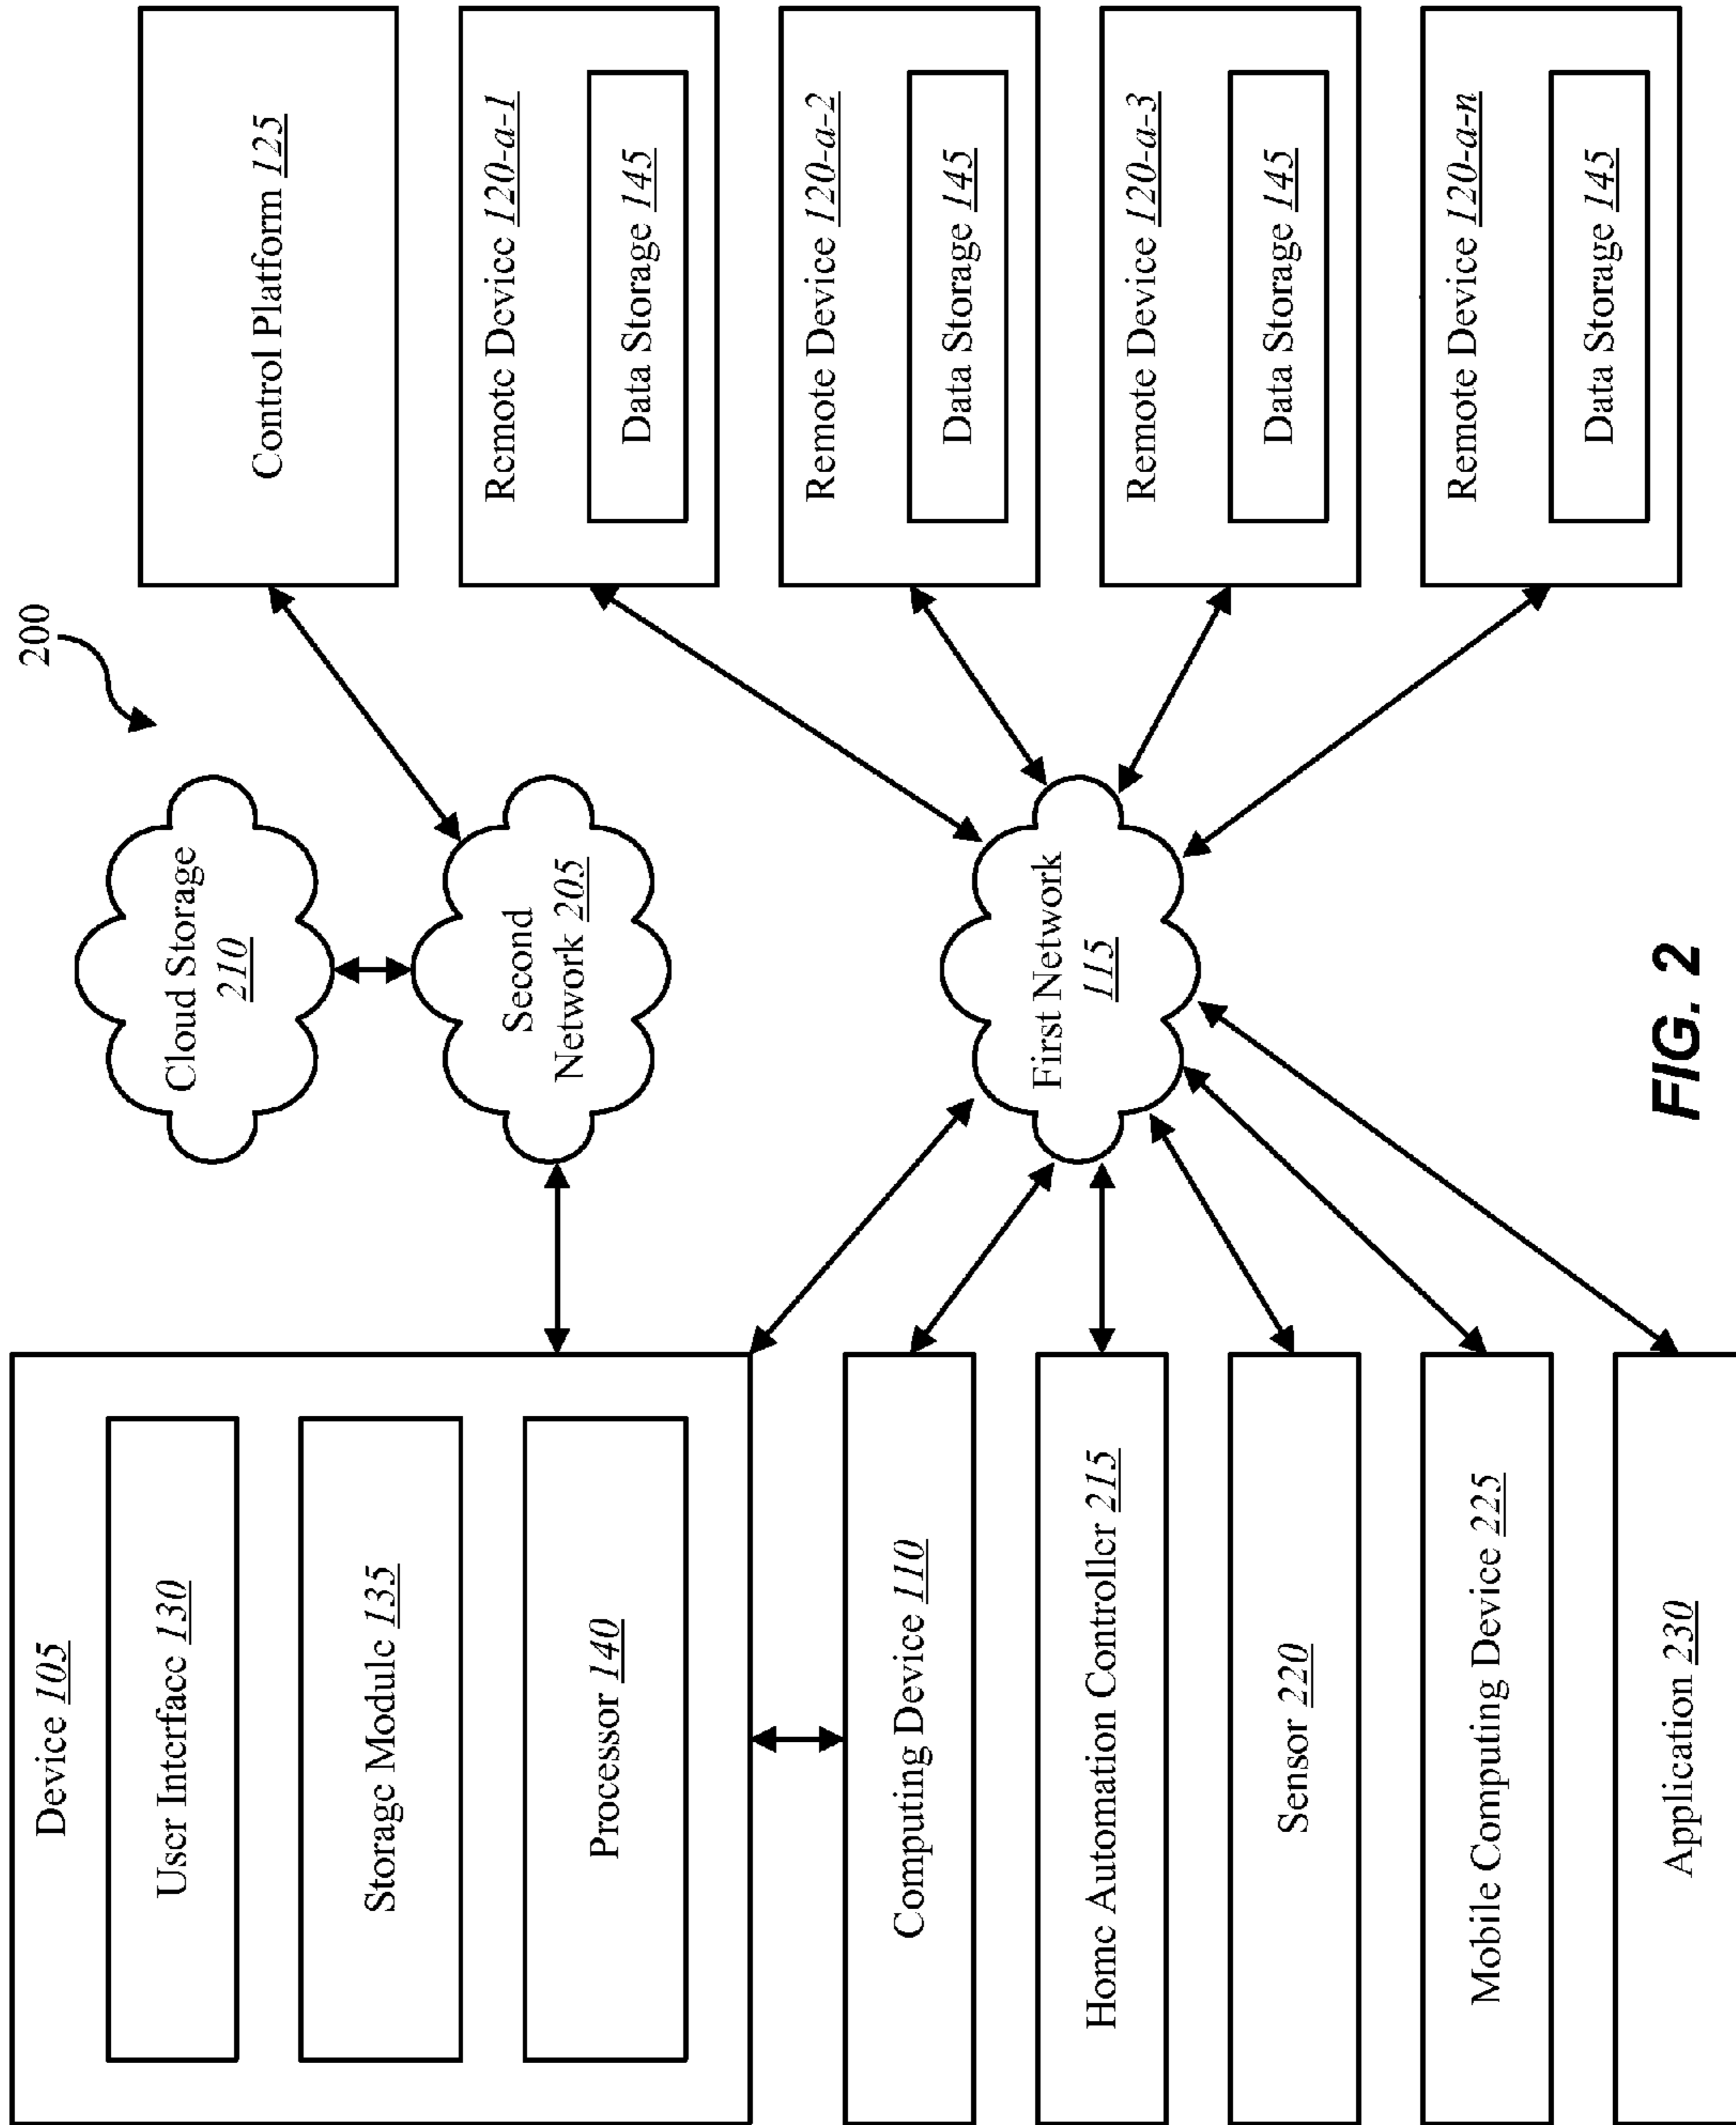 200
Device 105
User Interface 130
Storage Module 135
Processor 140
Computing Device 110
Home Automation Controller 215
Sensor 220
Mobile Computing Device 225
Application 230
Cloud Storage
210
Second
Network 205
First Network
115
Control Platform 125
Remote Device 120-a-1
Data Storage 145
Remote Device 120-a-2
Data Storage 145
Remote Device 120-a-3
Data Storage 145
Remote Device 120-a-n
Data Storage 145
FIG. 2